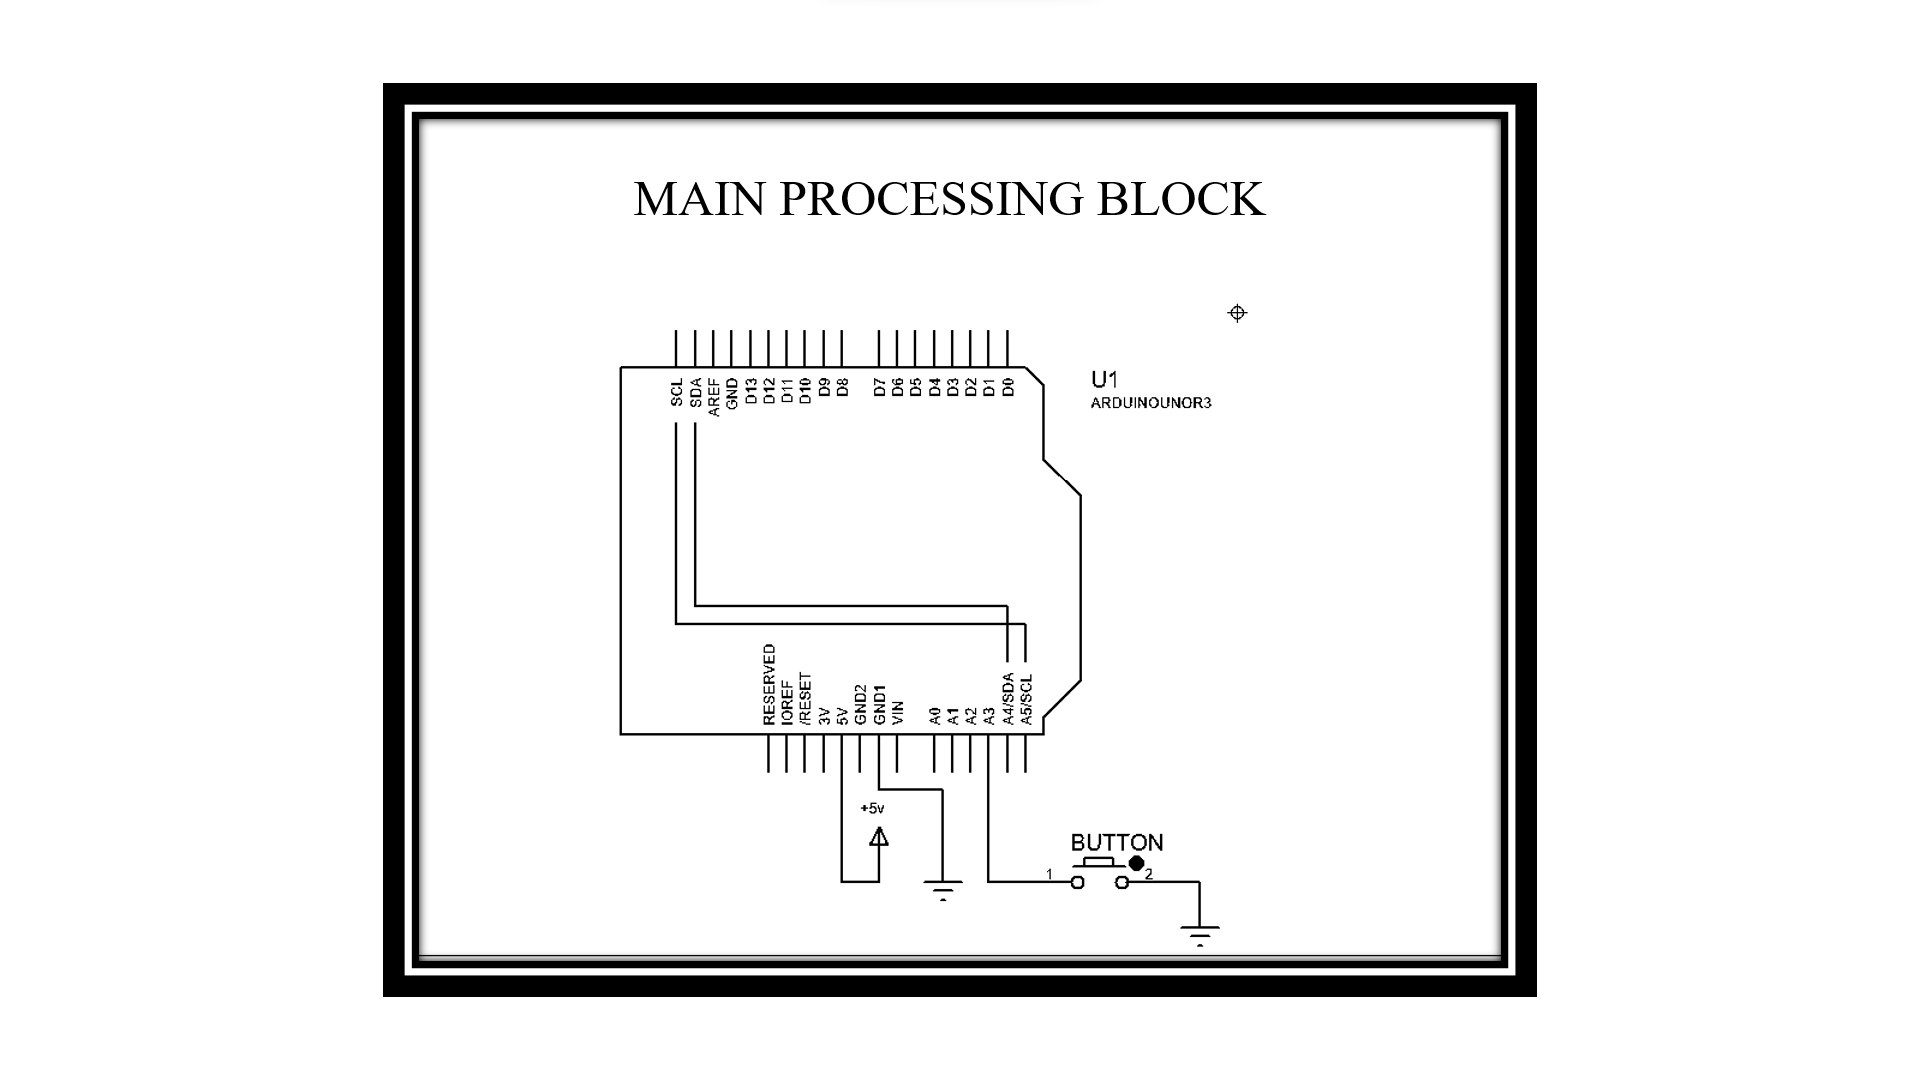 MAIN PROCESSING BLOCK
U1
ARDUINOUNOR3
SCL
SDA
AREF
GND
D13
D12
D11
D10
D9
D8
D7
D6
D5
D4
D3
D2
D1
D0
RESERVED
IOREF
/RESET
3V
5V
GND2
GND1
VIN
A0
A1
A2
A3
A4/SDA
A5/SCL
+5v
BUTTON
1
2